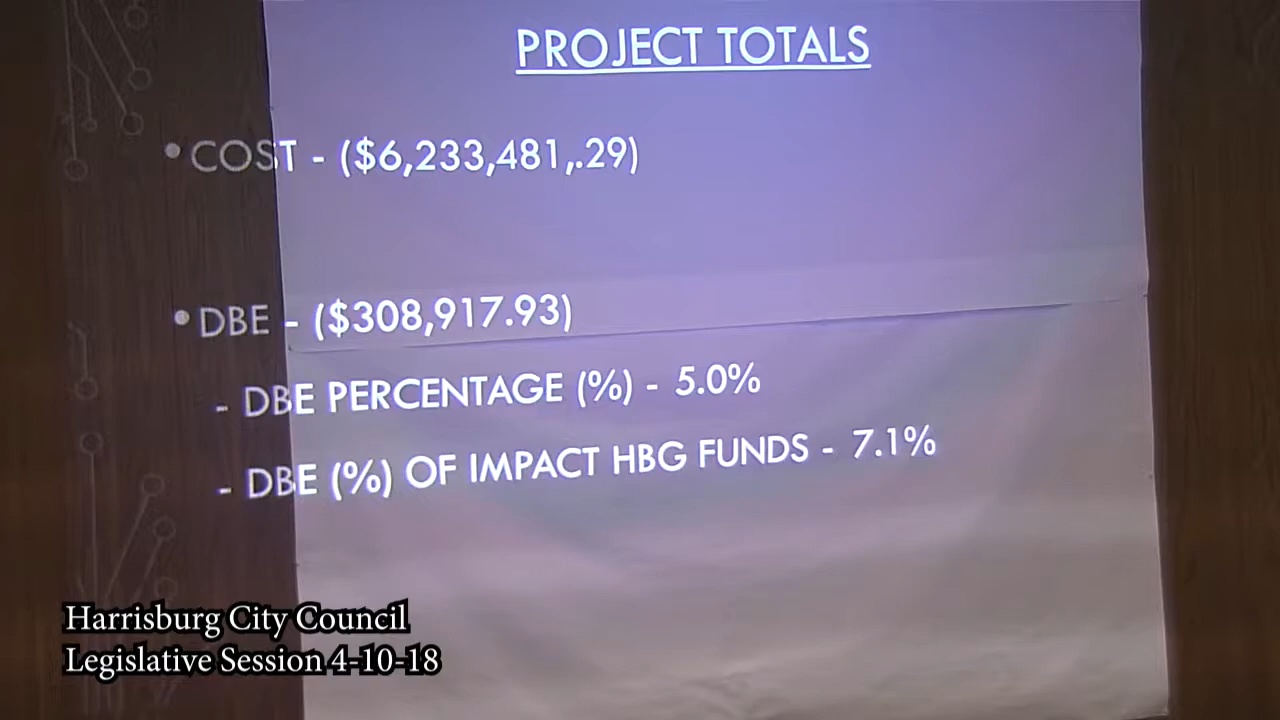 PROJECT TOTALS
•COST - ($6,233,481,.29)
•DBE - ($308,917.93)
- DBE PERCENTAGE (%) - 5.0%
- DBE (%) OF IMPACT HBG FUNDS - 7.1%
Harrisburg City Council
Legislative Session 4-10-18